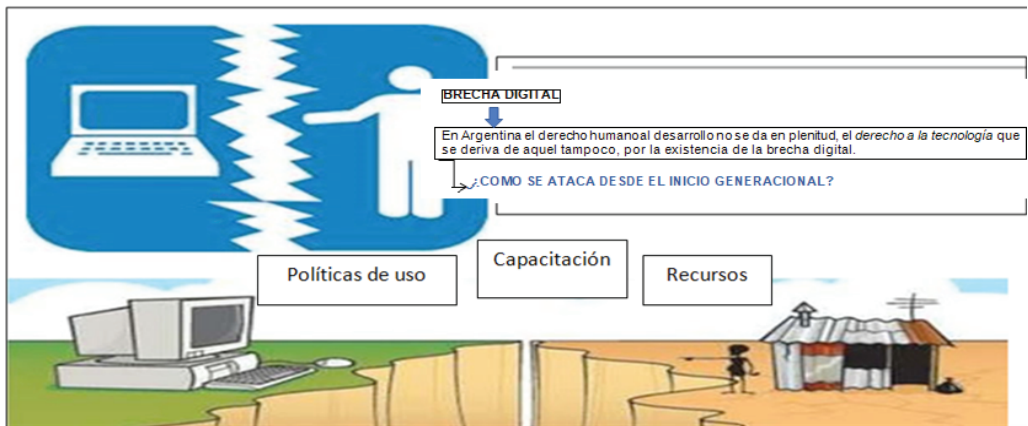 BRECHA DIGITAL
En Argentina el derecho humanoal desarrollo no se da en plenitud, el derecho a la tecnología que
se deriva de aquel tampoco, por la existencia de la brecha digital.
¿COMO SE ATACA DESDE EL INICIO GENERACIONAL?
Políticas de uso
Capacitación
Recursos